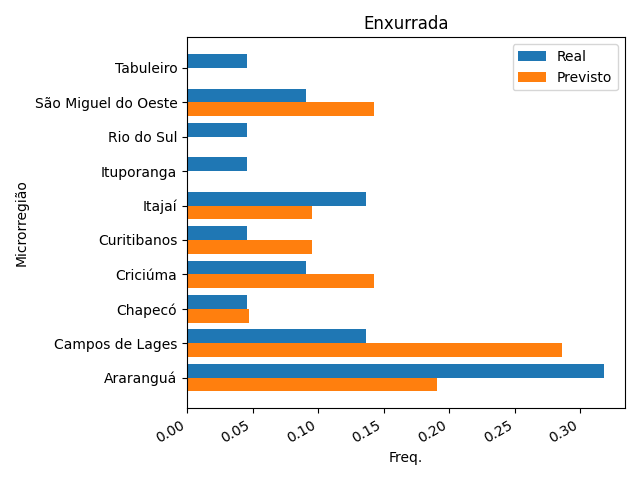 Enxurrada
Real
Previsto
Tabuleiro
São Miguel do Oeste
Rio do Sul
Ituporanga
Itajaí
Curitibanos
Criciúma
Chapecó
Campos de Lages
Araranguá
Microrregião
0.00 0.05 0.10 0.15 0.20 0.25 0.30
Freq.